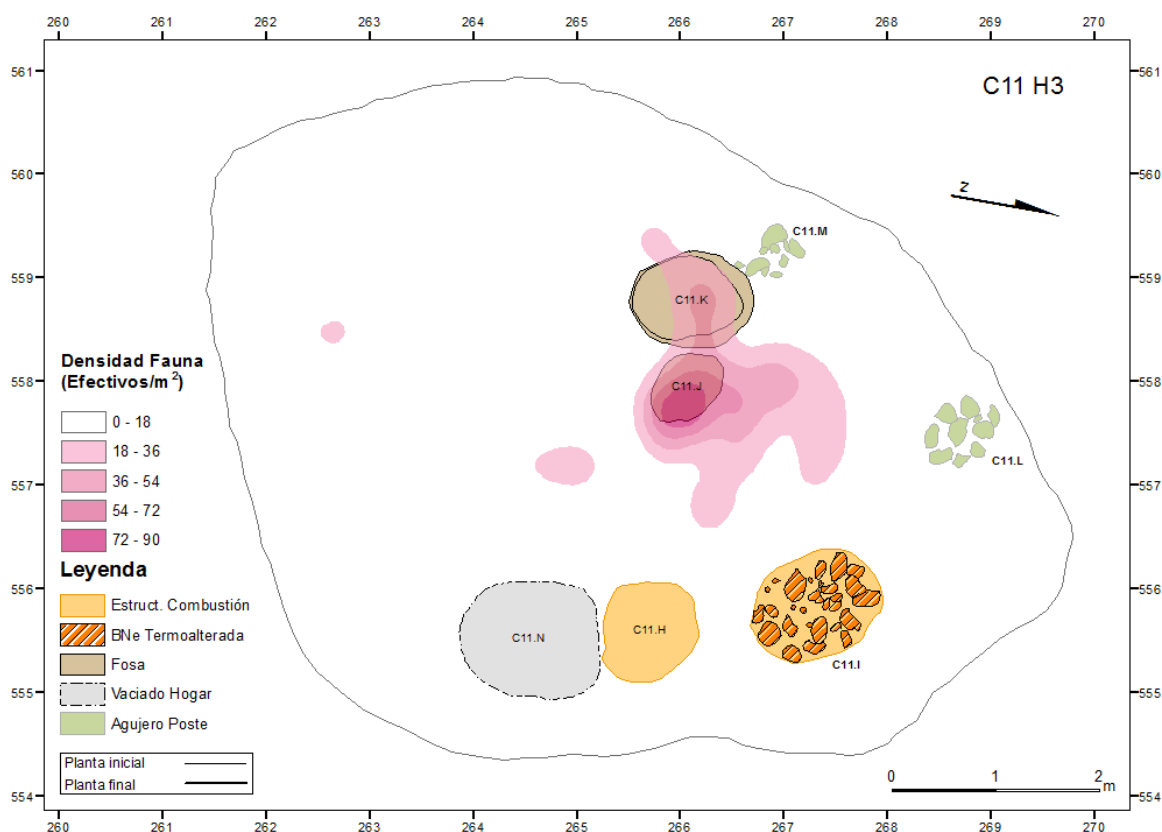 260 261 262 263 264 265 266 267 268 269 270
561 561
C11 H3
560 560
Z
C11.M
559 559
C11.K
Densidad Fauna
(Efectivos/m²)
558 558
C11.J
0 - 18
18 - 36
C11.L
557 557
36 - 54
54 - 72
72 - 90
Leyenda
556 556
Estruct. Combustión
C11.N
C11.H
BNe Termoalterada
C11.I
Fosa
555 555
Vaciado Hogar
Agujero Poste
Planta inicial
Planta final
0 1 2
m
554 554
260 261 262 263 264 265 266 267 268 269 270